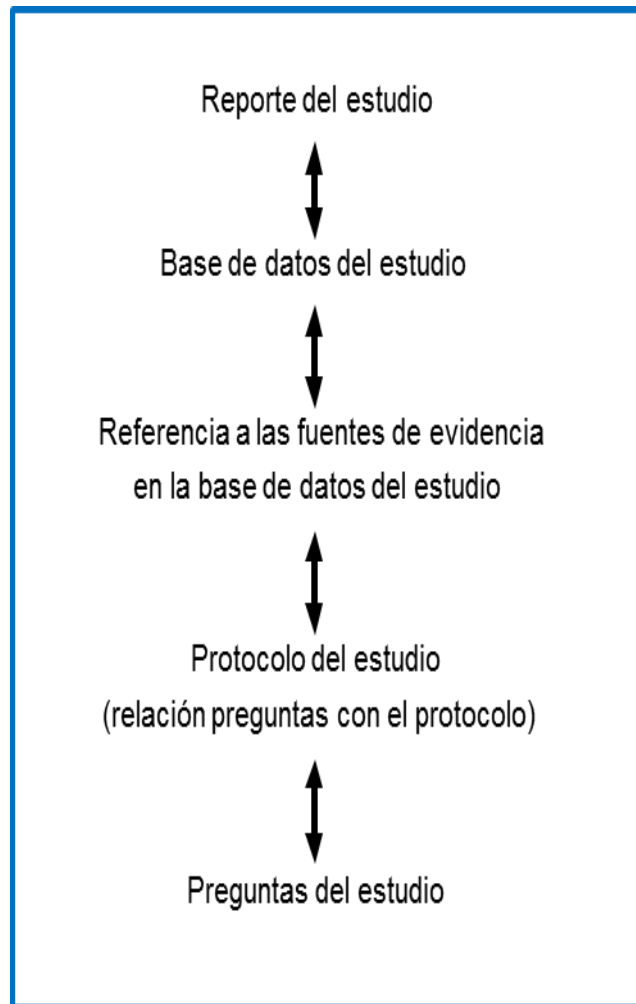 Reporte del estudio
Base de datos del estudio
Referencia a las fuentes de evidencia
en la base de datos del estudio
Protocolo del estudio
(relación preguntas con el protocolo)
Preguntas del estudio